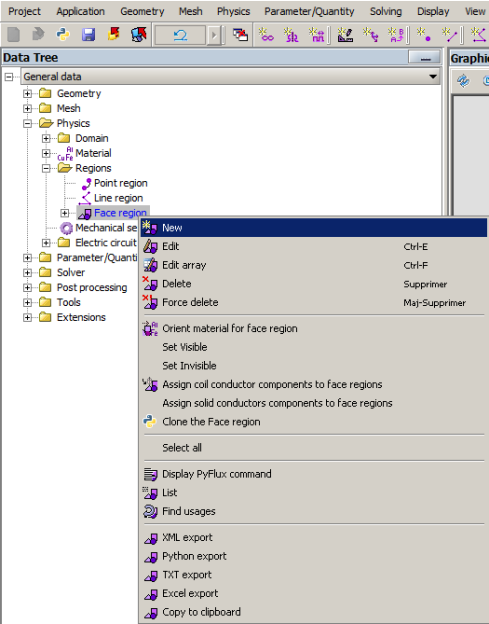 Project Application Geometry Mesh Physics Parameter/Quantity Solving Display View
Data Tree
Graphi
General data
Geometry
Mesh
Physics
Domain
Material
Regions
Point region
Line region
Face region
Mechanical se
Electric circuit
Parameter/Quanti
Solver
Post processing
Tools
Extensions
New
Edit Ctrl-E
Edit array Ctrl-F
Delete Supprimer
Force delete Maj-Supprimer
Orient material for face region
Set Visible
Set Invisible
Assign coil conductor components to face regions
Assign solid conductors components to face regions
Clone the Face region
Select all
Display PyFlux command
List
Find usages
XML export
Python export
TXT export
Excel export
Copy to clipboard